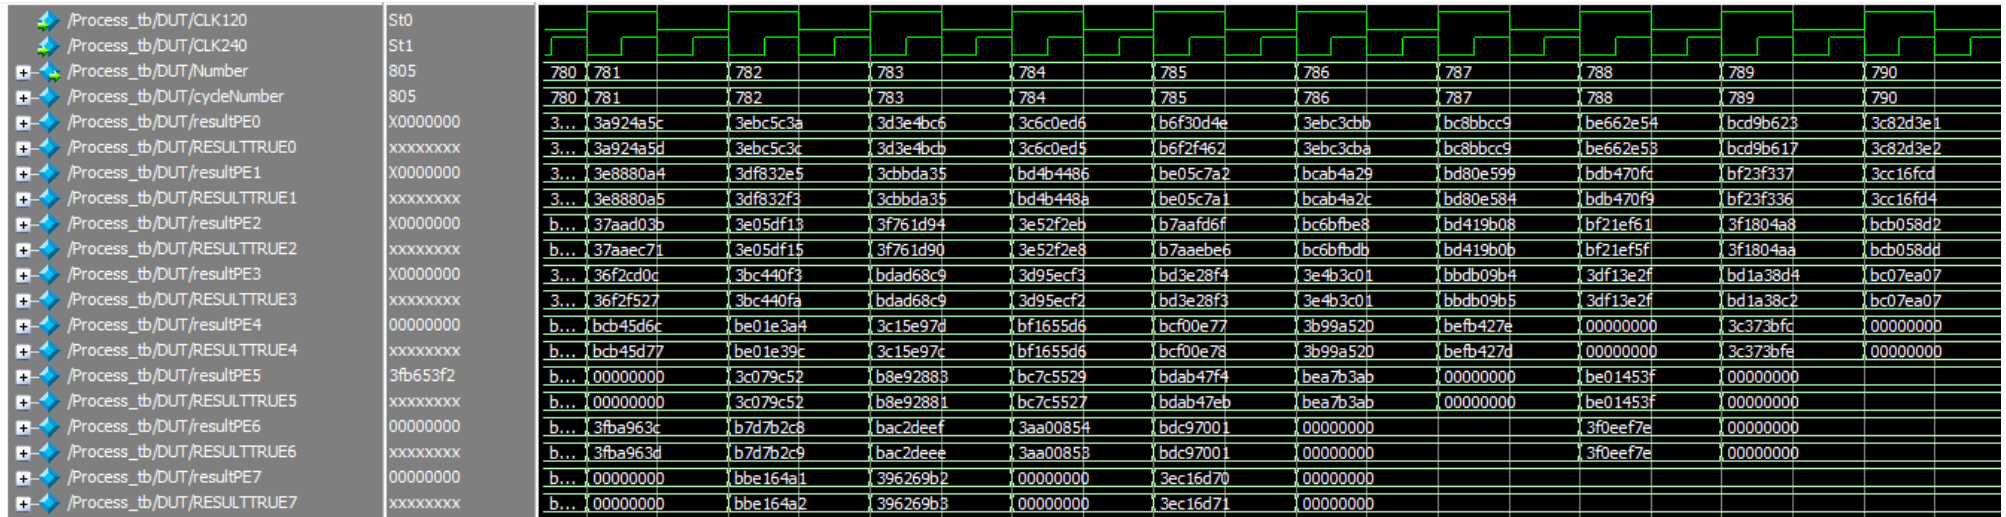 /Process_tb/DUT/CLK120 St0
/Process_tb/DUT/CLK240 St1
/Process_tb/DUT/Number 805 780 781 782 783 784 785 786 787 788 789 790
/Process_tb/DUT/cycleNumber 805 780 781 782 783 784 785 786 787 788 789 790
/Process_tb/DUT/resultPE0 X0000000 3... 3a924a5c 3ebc5c3a 3d3e4bc6 3c6c0ed6 b6f30d4e 3ebc3cbb bc8bbcc9 be662e54 bcd9b623 3c82d3e1
/Process_tb/DUT/RESULTTRUE0 xxxxxxxx 3... 3a924a5d 3ebc5c3c 3d3e4bcb 3c6c0ed5 b6f2f462 3ebc3cba bc8bbcc9 be662e53 bcd9b617 3c82d3e2
/Process_tb/DUT/resultPE1 X0000000 3... 3e8880a4 3df832e5 3cbbda35 bd4b4486 be05c7a2 bcab4a29 bd80e599 bdb470fc bf23f337 3cc16fcd
/Process_tb/DUT/RESULTTRUE1 xxxxxxxx 3... 3e8880a5 3df832f3 3cbbda35 bd4b448a be05c7a1 bcab4a2c bd80e584 bdb470f9 bf23f336 3cc16fd4
/Process_tb/DUT/resultPE2 X0000000 b... 37aad03b 3e05df13 3f761d94 3e52f2eb b7aafd6f bc6bfbe8 bd419b08 bf21ef61 3f1804a8 bcb058d2
/Process_tb/DUT/RESULTTRUE2 xxxxxxxx b... 37aaec71 3e05df15 3f761d90 3e52f2e8 b7aaebe6 bc6bfbdb bd419b0b bf21ef5f 3f1804aa bcb058dd
/Process_tb/DUT/resultPE3 X0000000 3... 36f2cd0c 3bc440f3 bdad68c9 3d95ecf3 bd3e28f4 3e4b3c01 bbdb09b4 3df13e2f bd1a38d4 bc07ea07
/Process_tb/DUT/RESULTTRUE3 xxxxxxxx 3... 36f2f527 3bc440fa bdad68c9 3d95ecf2 bd3e28f3 3e4b3c01 bbdb09b5 3df13e2f bd1a38c2 bc07ea07
/Process_tb/DUT/resultPE4 00000000 b... bcb45d6c be01e3a4 3c15e97d bf1655d6 bcf00e77 3b99a520 befb427e 00000000 3c373bfc 00000000
/Process_tb/DUT/RESULTTRUE4 xxxxxxxx b... bcb45d77 be01e39c 3c15e97c bf1655d6 bcf00e78 3b99a520 befb427d 00000000 3c373bfe 00000000
/Process_tb/DUT/resultPE5 3fb653f2 b... 00000000 3c079c52 b8e92883 bc7c5529 bdab47f4 bea7b3ab 00000000 be01453f 00000000
/Process_tb/DUT/RESULTTRUE5 xxxxxxxx b... 00000000 3c079c52 b8e92881 bc7c5527 bdab47eb bea7b3ab 00000000 be01453f 00000000
/Process_tb/DUT/resultPE6 00000000 b... 3fba963c b7d7b2c8 bac2deef 3aa00854 bdc97001 00000000 3f0eef7e 00000000
/Process_tb/DUT/RESULTTRUE6 xxxxxxxx b... 3fba963d b7d7b2c9 bac2deee 3aa00853 bdc97001 00000000 3f0eef7e 00000000
/Process_tb/DUT/resultPE7 00000000 b... 00000000 bbe164a1 396269b2 00000000 3ec16d70 00000000
/Process_tb/DUT/RESULTTRUE7 xxxxxxxx b... 00000000 bbe164a2 396269b3 00000000 3ec16d71 00000000